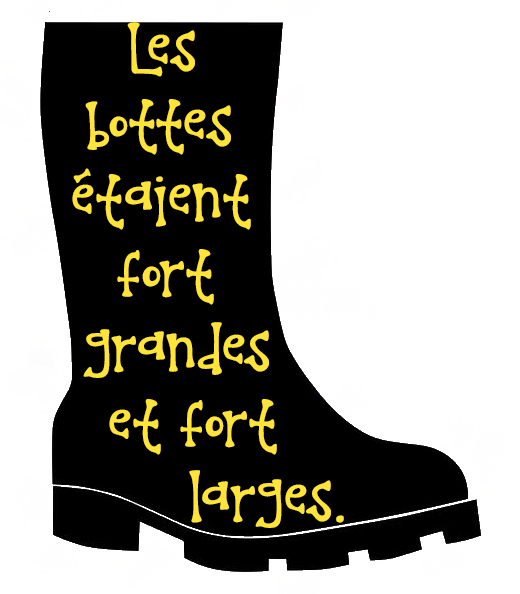 Les
bottes
étaient
fort
grandes
et fort
larges.